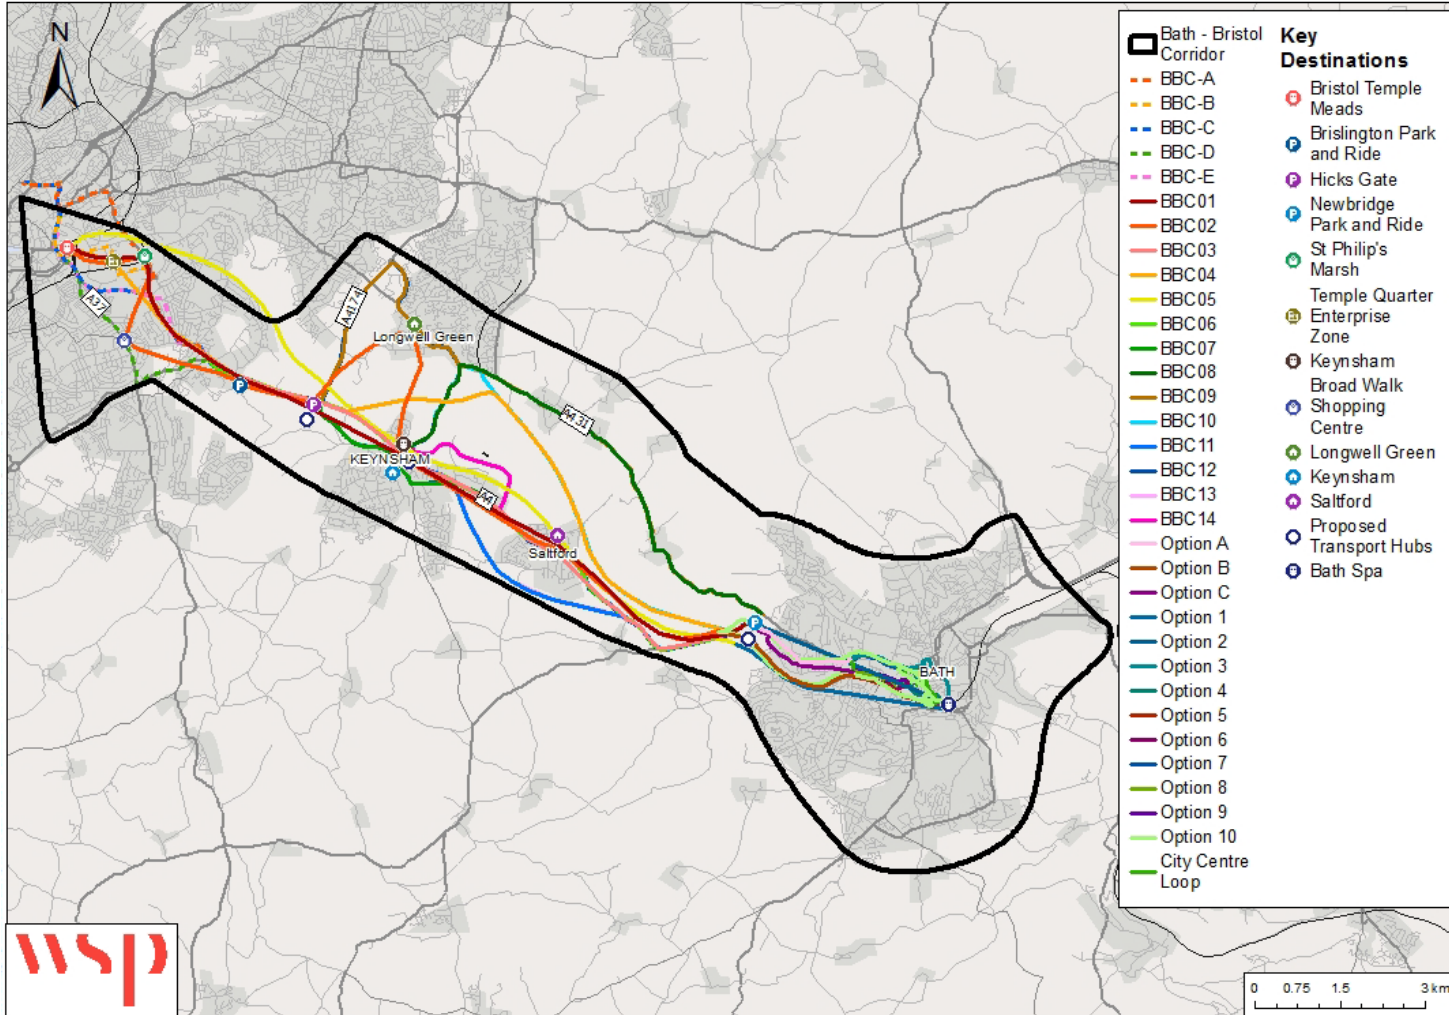 N
A37
A4174
Longwell Green
KEYNSHAM
A4
A431
Saltford
BATH
Bath - Bristol
Corridor
BBC-A
BBC-B
BBC-C
BBC-D
BBC-E
BBC01
BBC02
BBC03
BBC04
BBC05
BBC06
BBC07
BBC08
BBC09
BBC10
BBC11
BBC12
BBC13
BBC14
Option A
Option B
Option C
Option 1
Option 2
Option 3
Option 4
Option 5
Option 6
Option 7
Option 8
Option 9
Option 10
City Centre
Loop
Key
Destinations
Bristol Temple
Meads
Brislington Park
and Ride
Hicks Gate
Newbridge
Park and Ride
St Philip's
Marsh
Temple Quarter
Enterprise
Zone
Keynsham
Broad Walk
Shopping
Centre
Longwell Green
Keynsham
Saltford
Proposed
Transport Hubs
Bath Spa
wsp
0 0.75 1.5 3 km